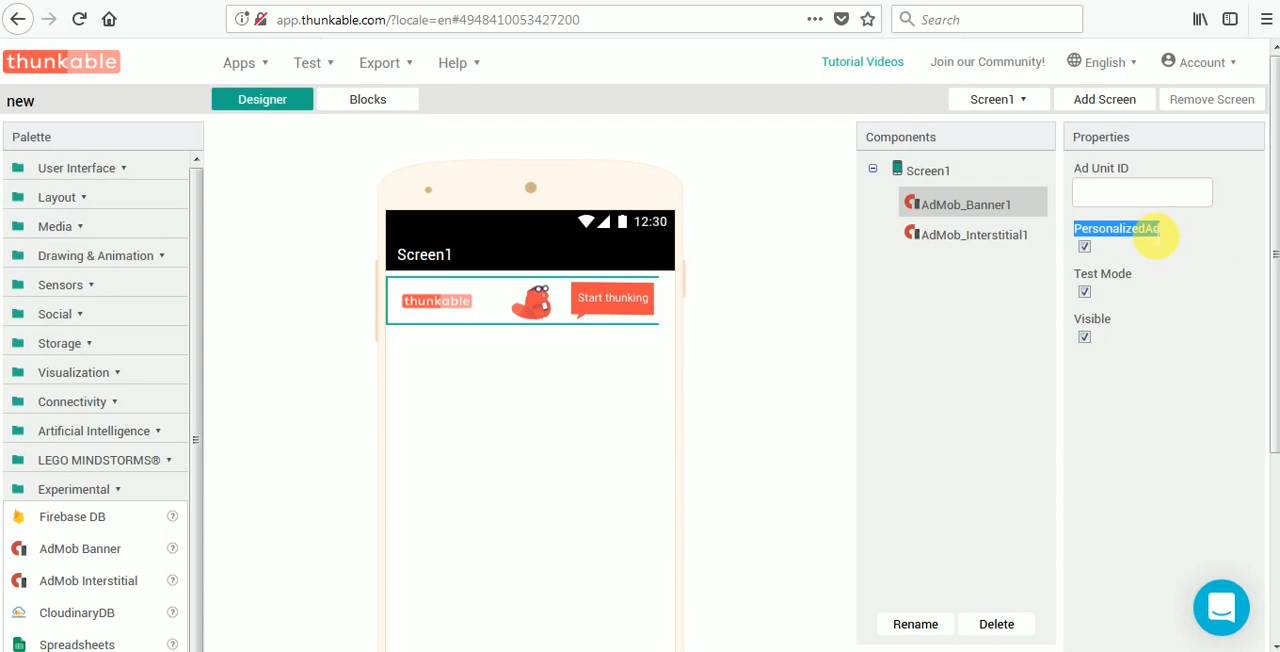 app.thunkable.com/?locale=en#4948410053427200
Search
thunkable
Apps
Test
Export
Help
Tutorial Videos
Join our Community!
English
Account
new
Designer
Blocks
Screen1
Add Screen
Remove Screen
Palette
Components
Properties
User Interface
Layout
Media
Drawing & Animation
Sensors
Social
Storage
Visualization
Connectivity
Artificial Intelligence
LEGO MINDSTORMS®
Experimental
Firebase DB
AdMob Banner
AdMob Interstitial
CloudinaryDB
Spreadsheets
12:30
Screen1
thunkable
Start thunking
Screen1
AdMob_Banner1
AdMob_Interstitial1
Rename
Delete
Ad Unit ID
PersonalizedAd
Test Mode
Visible